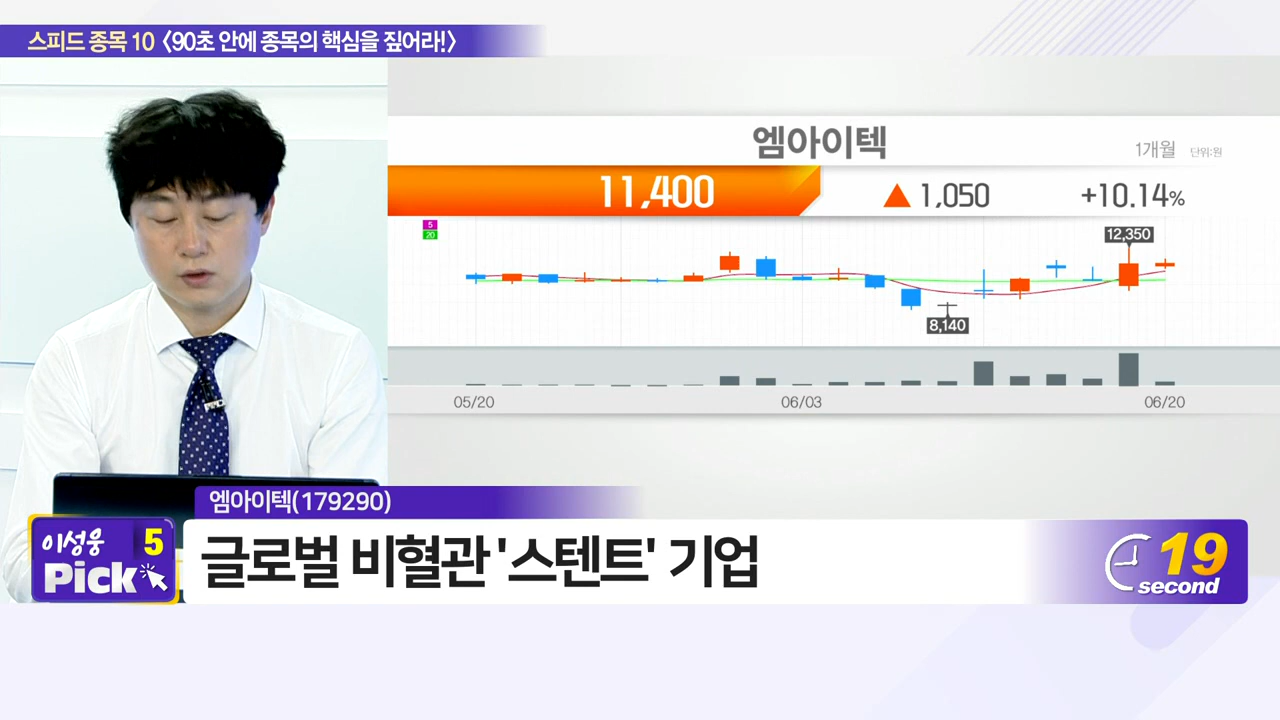 스피드 종목 10 〈90초 안에 종목의 핵심을 짚어라!〉
엠아이텍
1개월 단위:원
11,400 ▲ 1,050 +10.14%
5
20
12,350
8,140
05/20 06/03 06/20
엠아이텍(179290)
이성웅 5
Pick
글로벌 비혈관 '스텐트' 기업
19
second